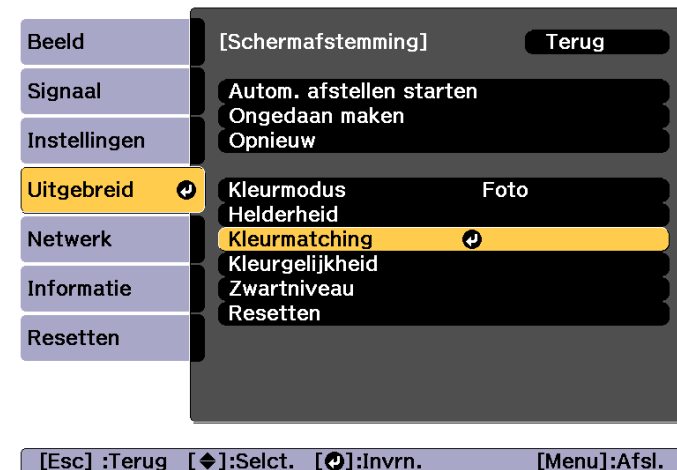 Beeld
Signaal
Instellingen
Uitgebreid
Netwerk
Informatie
Resetten
[Schermafstemming] Terug
Autom. afstellen starten
Ongedaan maken
Opnieuw
Kleurmodus Foto
Helderheid
Kleurmatching
Kleurgelijkheid
Zwartniveau
Resetten
[Esc] :Terug [◆]:Selct. [↵]:Invrn. [Menu]:Afsl.